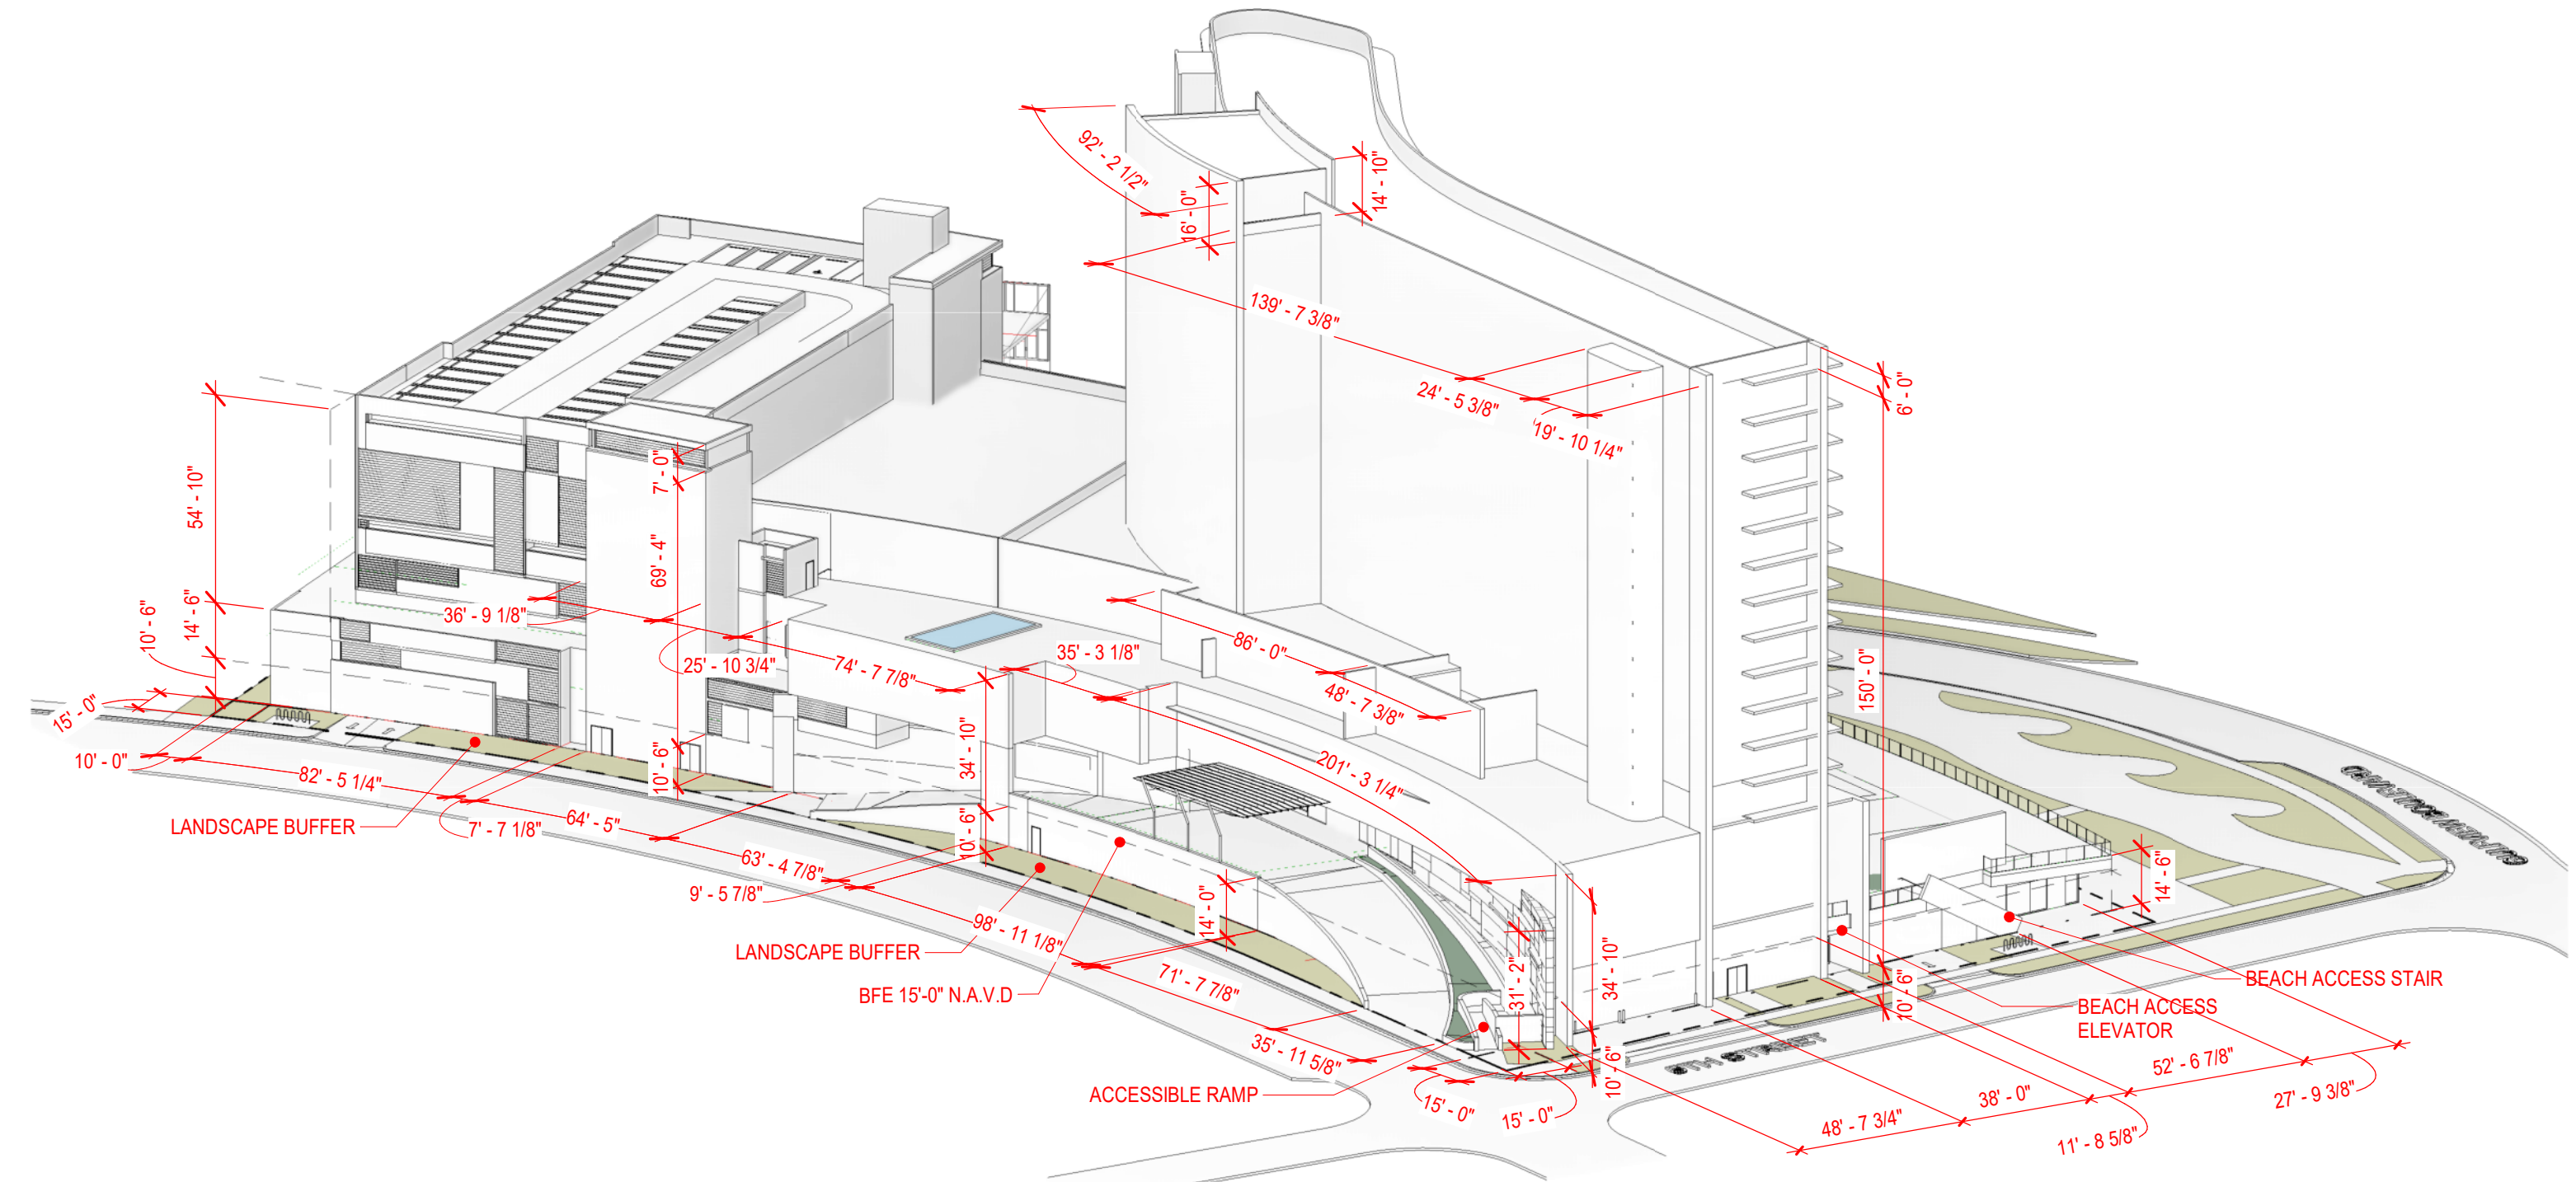 92' - 2 1/2"
14' - 10"
16' - 0"
139' - 7 3/8"
24' - 5 3/8"
19' - 10 1/4"
6' - 0"
54' - 10"
7' - 0"
69' - 4"
14' - 6"
10' - 6"
36' - 9 1/8"
25' - 10 3/4"
74' - 7 7/8"
35' - 3 1/8"
86' - 0"
48' - 7 3/8"
150' - 0"
15' - 0"
10' - 0"
82' - 5 1/4"
LANDSCAPE BUFFER
7' - 7 1/8"
64' - 5"
10' - 6"
34' - 10"
10' - 6"
201' - 3 1/4"
63' - 4 7/8"
9' - 5 7/8"
98' - 11 1/8"
14' - 0"
LANDSCAPE BUFFER
BFE 15'-0" N.A.V.D
71' - 7 7/8"
35' - 11 5/8"
31' - 2"
34' - 10"
10' - 6"
ACCESSIBLE RAMP
15' - 0"
15' - 0"
GULFVIEW BOULEVARD
14' - 6"
10' - 6"
BEACH ACCESS STAIR
BEACH ACCESS
ELEVATOR
5TH STREET
52' - 6 7/8"
27' - 9 3/8"
38' - 0"
11' - 8 5/8"
48' - 7 3/4"